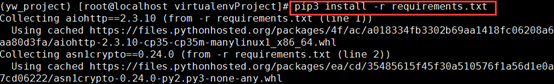 (yw_project) [root@localhost virtualenvProject]# pip3 install -r requirements.txt
Collecting aiohttp==2.3.10 (from -r requirements.txt (line 1))
  Using cached https://files.pythonhosted.org/packages/4f/ac/a018334fb3302b69aa1418fc06208a6
aa80d3fa/aiohttp-2.3.10-cp35-cp35m-manylinux1_x86_64.whl
Collecting asn1crypto==0.24.0 (from -r requirements.txt (line 2))
  Using cached https://files.pythonhosted.org/packages/ea/cd/35485615f45f30a510576f1a56d1e0a
7cd06222/asn1crypto-0.24.0-py2.py3-none-any.whl